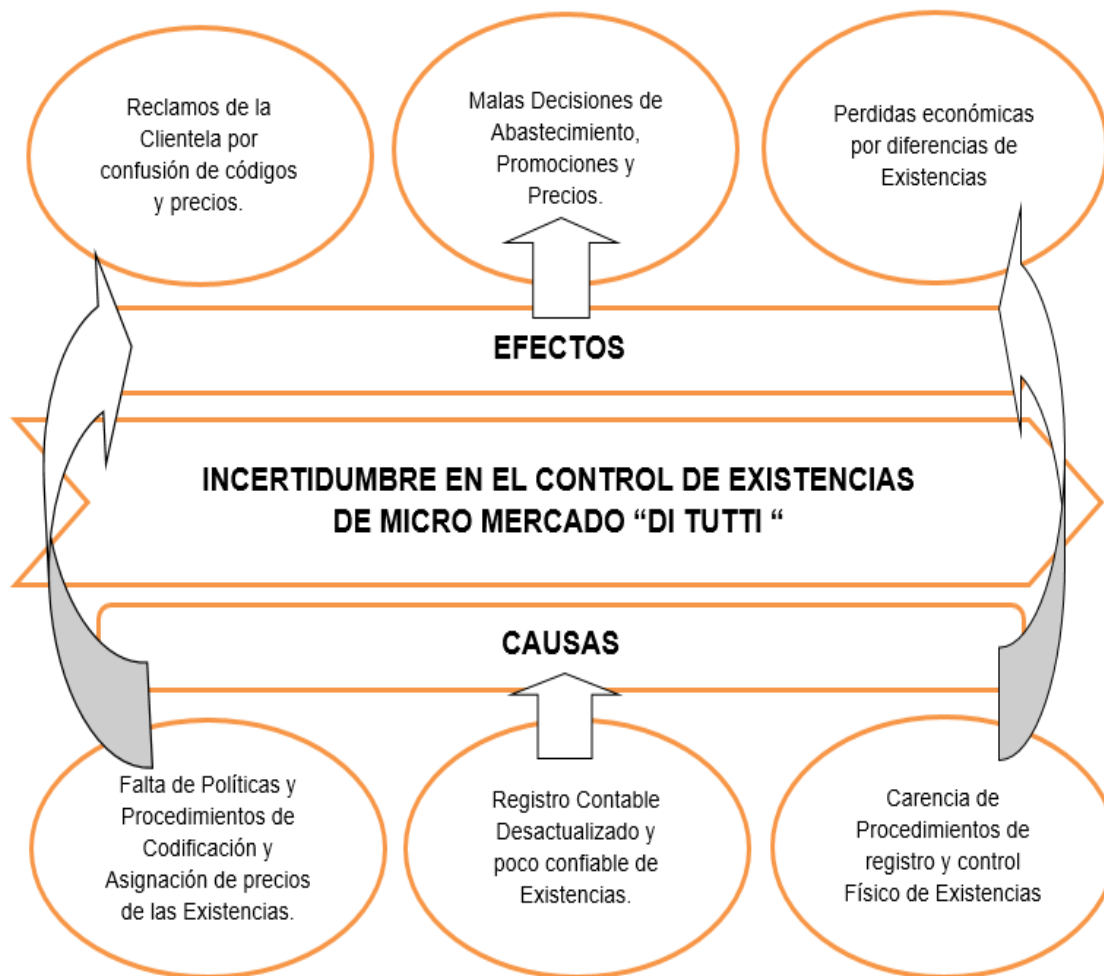 Reclamos de la
Clientela por
confusión de códigos
y precios.
Malas Decisiones de
Abastecimiento,
Promociones y
Precios.
Perdidas económicas
por diferencias de
Existencias
EFECTOS
INCERTIDUMBRE EN EL CONTROL DE EXISTENCIAS
DE MICRO MERCADO “DI TUTTI “
CAUSAS
Falta de Políticas y
Procedimientos de
Codificación y
Asignación de precios
de las Existencias.
Registro Contable
Desactualizado y
poco confiable de
Existencias.
Carencia de
Procedimientos de
registro y control
Físico de Existencias